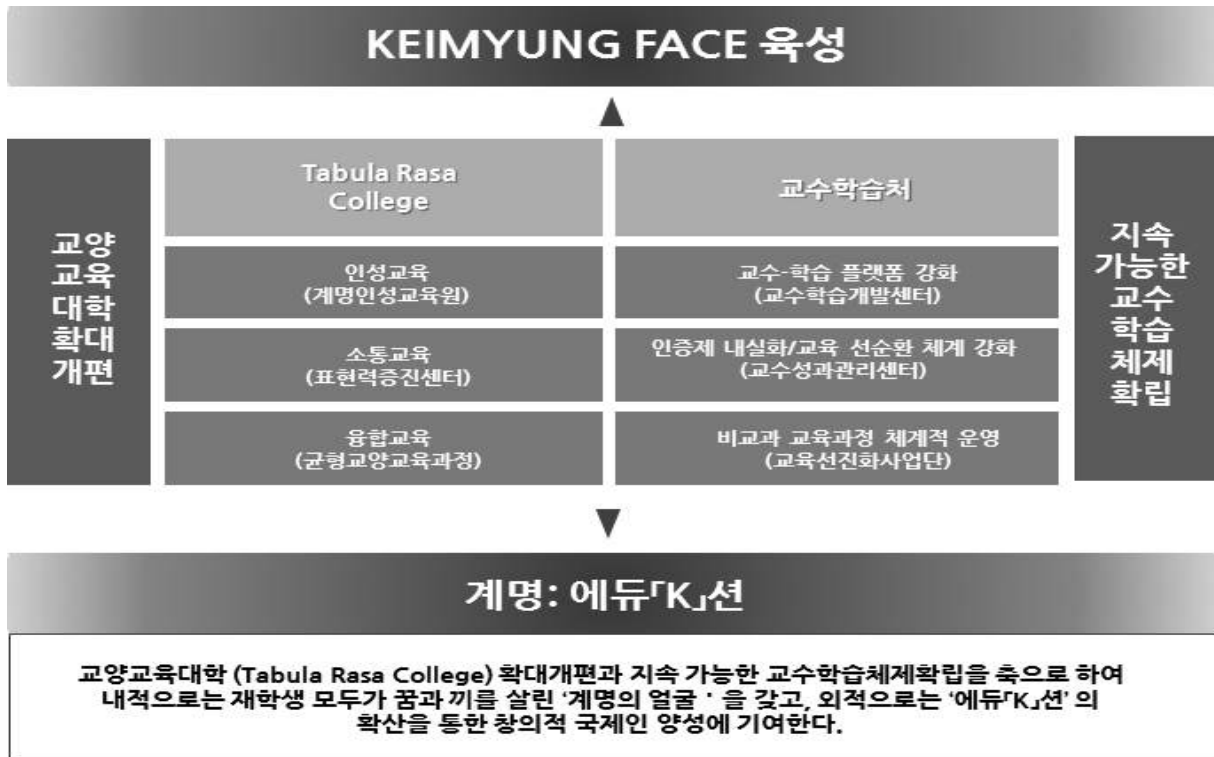 KEIMYUNG FACE 육성
▲
교양
교육
대학
확대
개편
Tabula Rasa
College
인성교육
(계명인성교육원)
소통교육
(표현력증진센터)
융합교육
(균형교양교육과정)
교수학습처
교수-학습 플랫폼 강화
(교수학습개발센터)
인증제 내실화/교육 선순환 체계 강화
(교수성과관리센터)
비교과 교육과정 체계적 운영
(교육선진화사업단)
지속
가능한
교수
학습
체제
확립
▼
계명: 에듀「K」션
교양교육대학 (Tabula Rasa College) 확대개편과 지속 가능한 교수학습체제확립을 축으로 하여
내적으로는 재학생 모두가 꿈과 끼를 살린 ‘계명의 얼굴 ' 을 갖고, 외적으로는 ‘에듀「K」션’ 의
확산을 통한 창의적 국제인 양성에 기여한다.